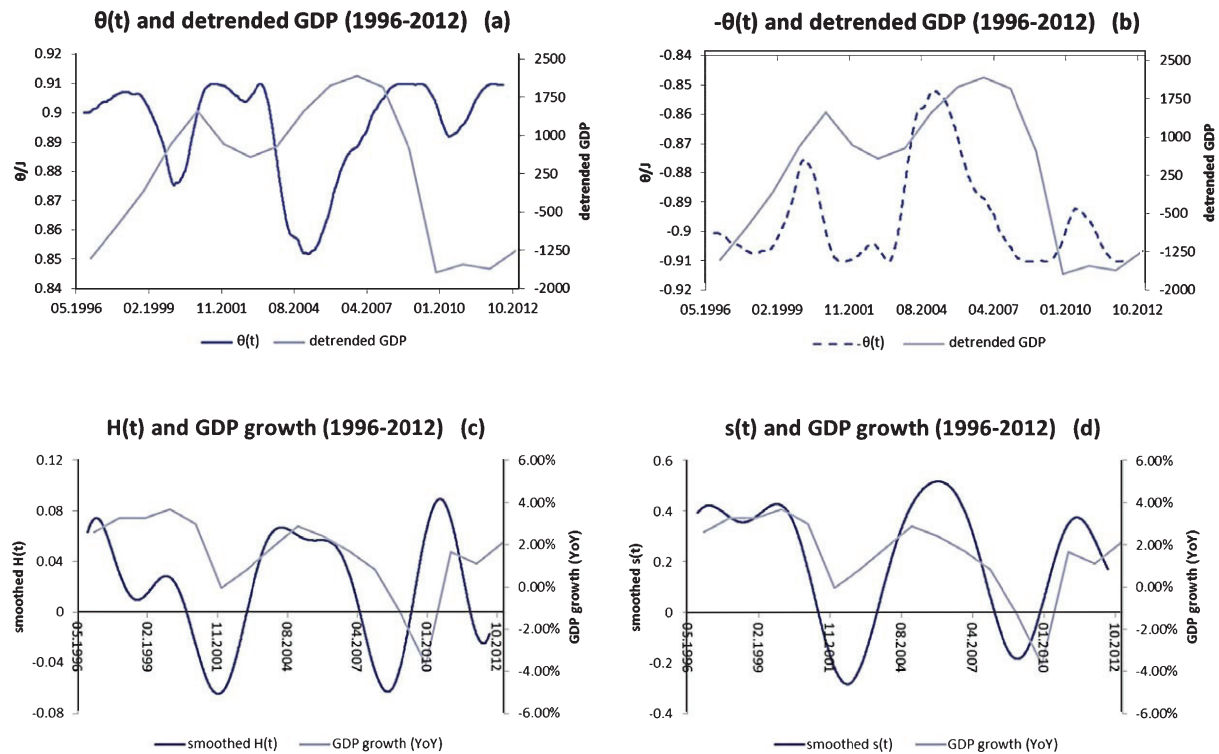 θ(t) and detrended GDP (1996-2012) (a)
0.92
0.91
0.9
0.89
0.88
0.87
0.86
0.85
0.84
θ/J
2500
1750
1000
250
-500
-1250
-2000
detrended GDP
05.1996 02.1999 11.2001 08.2004 04.2007 01.2010 10.2012
θ(t) detrended GDP
-θ(t) and detrended GDP (1996-2012) (b)
-0.84
-0.85
-0.86
-0.87
-0.88
-0.89
-0.9
-0.91
-0.92
θ/J
2500
1750
1000
250
-500
-1250
-2000
detrended GDP
05.1996 02.1999 11.2001 08.2004 04.2007 01.2010 10.2012
-θ(t) detrended GDP
H(t) and GDP growth (1996-2012) (c)
0.12
0.08
0.04
0
-0.04
-0.08
smoothed H(t)
6.00%
4.00%
2.00%
0.00%
-2.00%
-4.00%
-6.00%
GDP growth (YoY)
05.1996 02.1999 11.2001 08.2004 04.2007 01.2010 10.2012
smoothed H(t) GDP growth (YoY)
s(t) and GDP growth (1996-2012) (d)
0.6
0.4
0.2
0
-0.2
-0.4
smoothed s(t)
6.00%
4.00%
2.00%
0.00%
-2.00%
-4.00%
-6.00%
GDP growth (YoY)
05.1996 02.1999 11.2001 08.2004 04.2007 01.2010 10.2012
smoothed s(t) GDP growth (YoY)